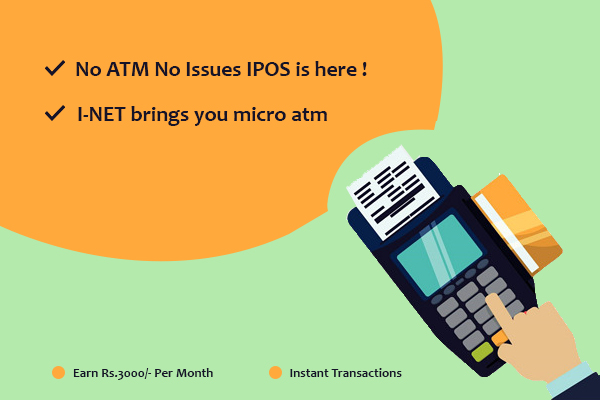 No ATM No Issues IPOS is here !
I-NET brings you micro atm
Earn Rs.3000/- Per Month
Instant Transactions